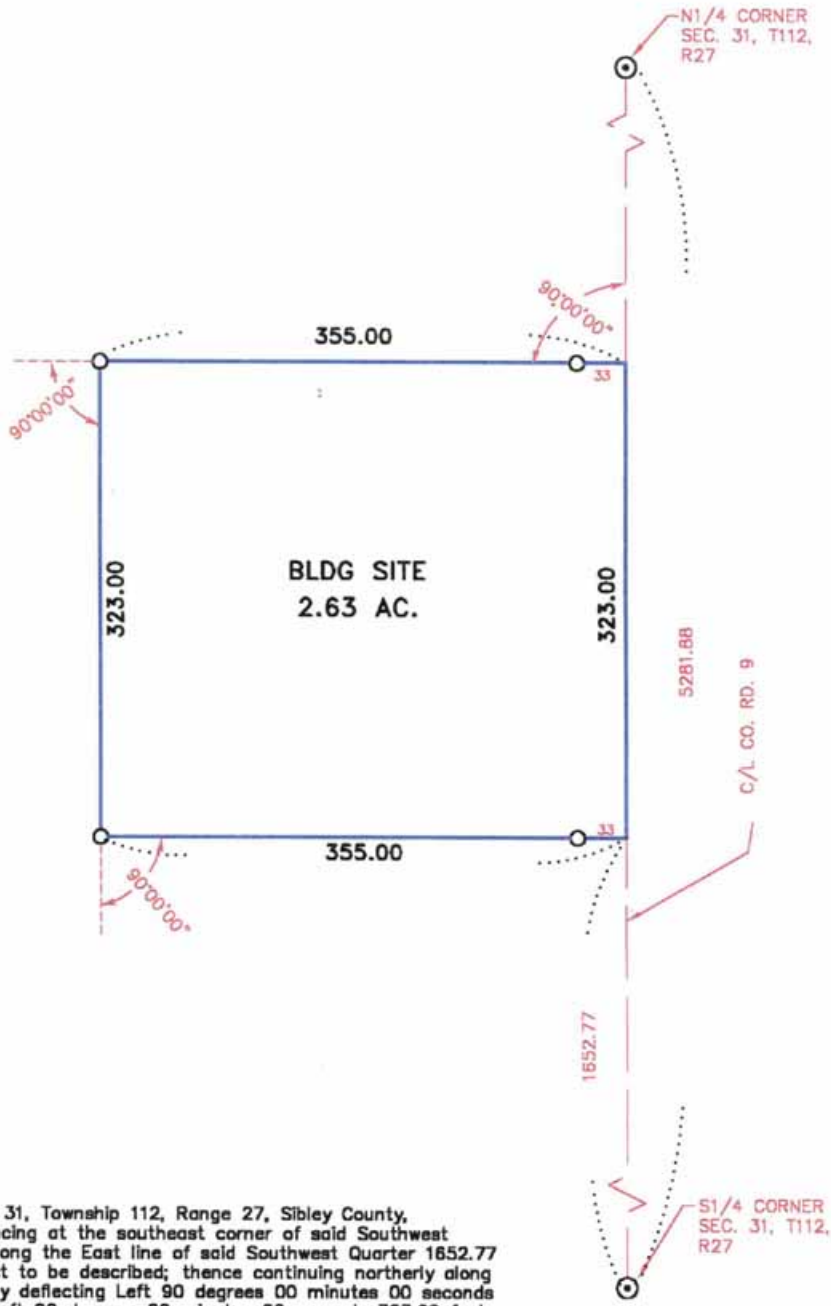 N1/4 CORNER
SEC. 31, T112,
R27
90°00'00"
355.00
33
90°00'00"
BLDG SITE
2.63 AC.
323.00
323.00
5281.88
C/L CO. RD. 9
33
355.00
90°00'00"
1652.77
S1/4 CORNER
SEC. 31, T112,
R27
31, Township 112, Range 27, Sibley County,
cing at the southeast corner of said Southwest
ong the East line of said Southwest Quarter 1652.77
t to be described; thence continuing northerly along
y deflecting Left 90 degrees 00 minutes 00 seconds